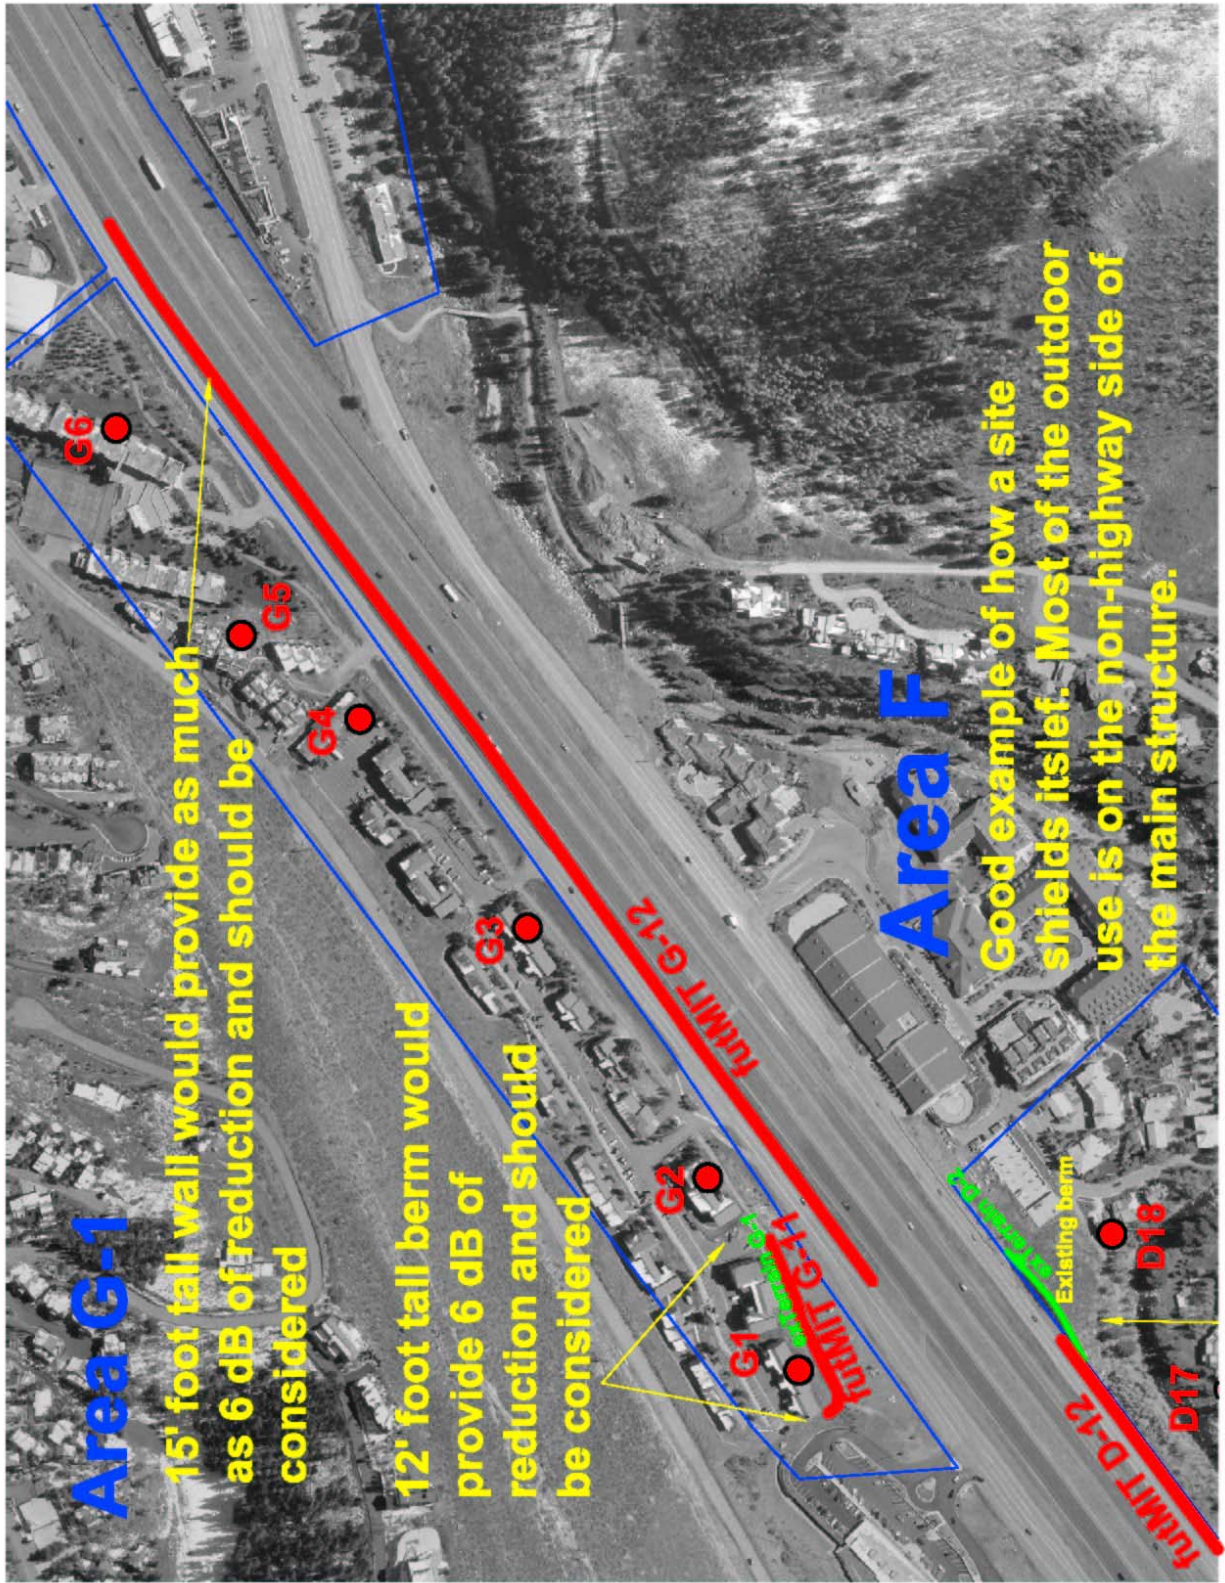 Area G-1
15' foot tall wall would provide as much
as 6 dB of reduction and should be
considered
12' foot tall berm would
provide 6 dB of
reduction and should
be considered
G6
G5
G4
G3
G2
G1
futMIT G-12
futMIT G-11
Area F
Good example of how a site
shields itslef. Most of the outdoor
use is on the non-highway side of
the main structure.
exTerrain D-2
Existing berm
D18
D17
futMIT D-12